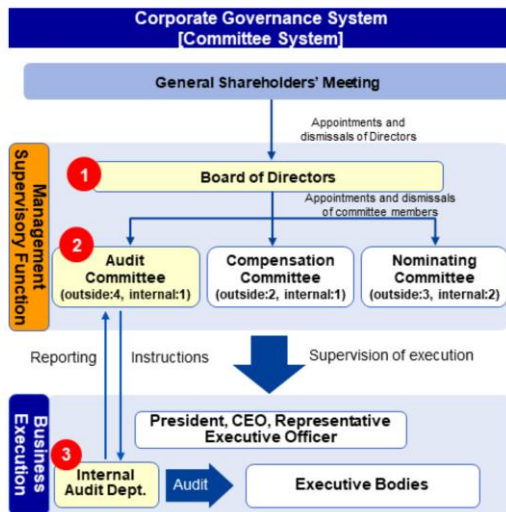 Corporate Governance System
[Committee System]
General Shareholders' Meeting
Appointments and
dismissals of Directors
Management
Supervisory Function
1
Board of Directors
Appointments and dismissals
of committee members
2
Audit
Committee
(outside:4, internal:1)
Compensation
Committee
(outside:2, internal:1)
Nominating
Committee
(outside:3, internal:2)
Reporting
Instructions
Supervision of execution
Business
Execution
President, CEO, Representative
Executive Officer
3
Internal
Audit Dept.
Audit
Executive Bodies